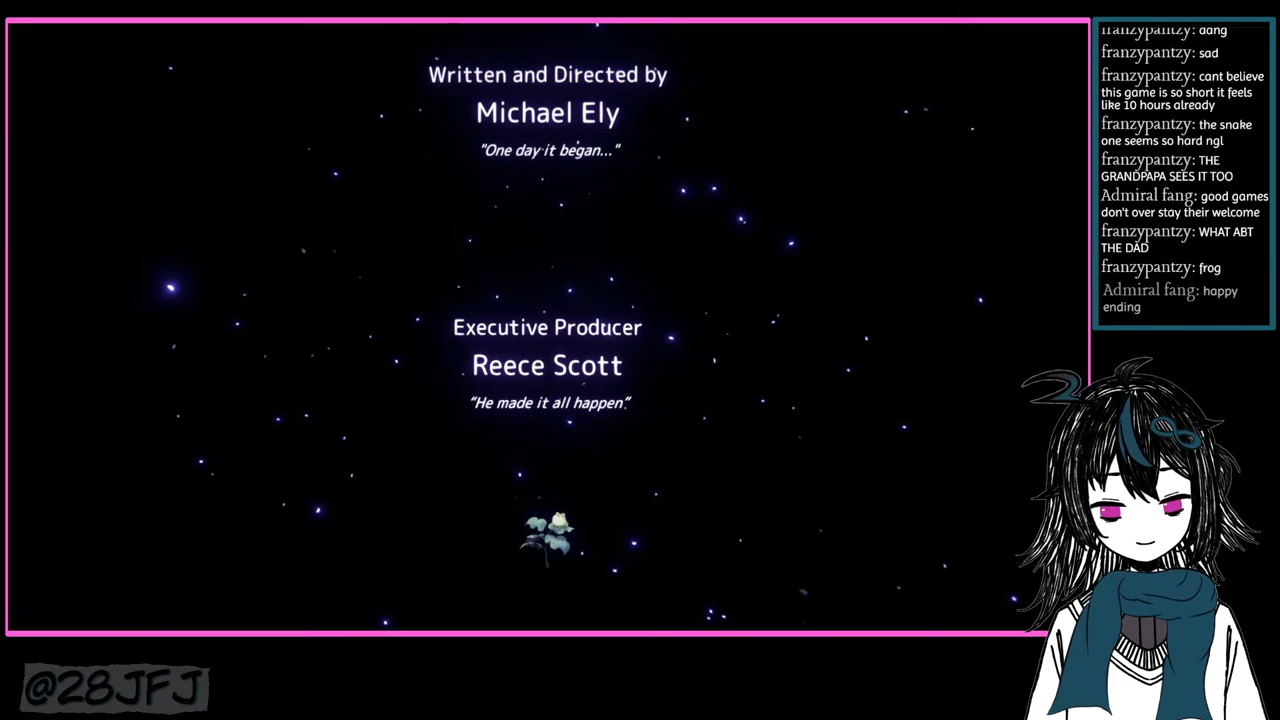 Written and Directed by
Michael Ely
"One day it began..."
Executive Producer
Reece Scott
"He made it all happen"
franzypantzy: aang
franzypantzy: sad
franzypantzy: cant believe
this game is so short it feels
like 10 hours already
franzypantzy: the snake
one seems so hard ngl
franzypantzy: THE
GRANDPAPA SEES IT TOO
Admiral fang: good games
don't over stay their welcome
franzypantzy: WHAT ABT
THE DAD
franzypantzy: frog
Admiral fang: happy
ending
@28JFJ